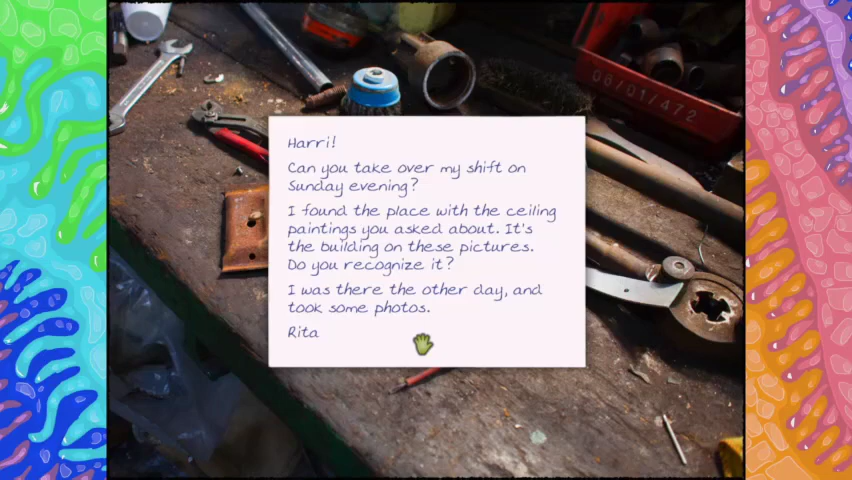 08/01/472
Harri!
Can you take over my shift on
Sunday evening?
I found the place with the ceiling
paintings you asked about. It's
the building on these pictures.
Do you recognize it?
I was there the other day, and
took some photos.
Rita